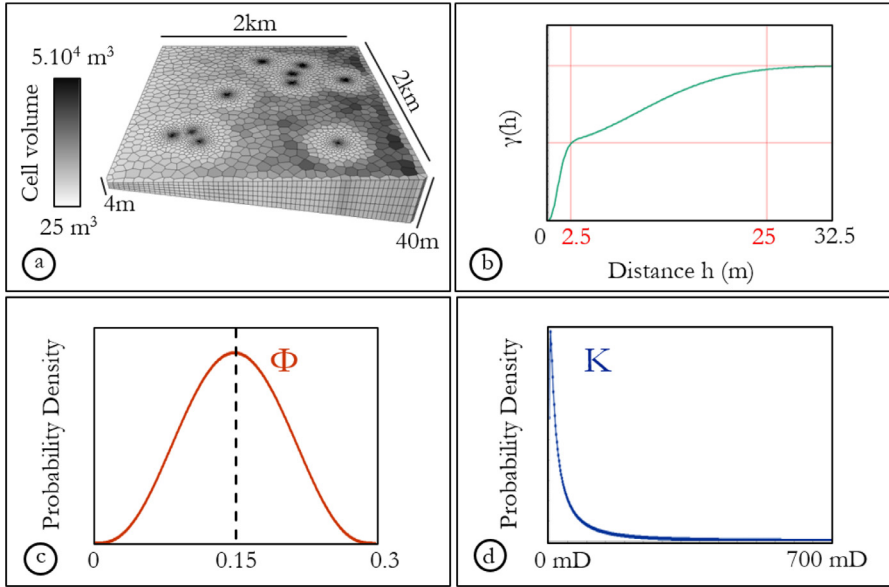 2km
5.10⁴ m³
2km
Cell volume
25 m³
4m
40m
a
γ(h)
0 2.5 25 32.5
Distance h (m)
b
Φ
Probability Density
0 0.15 0.3
c
K
Probability Density
0 mD 700 mD
d